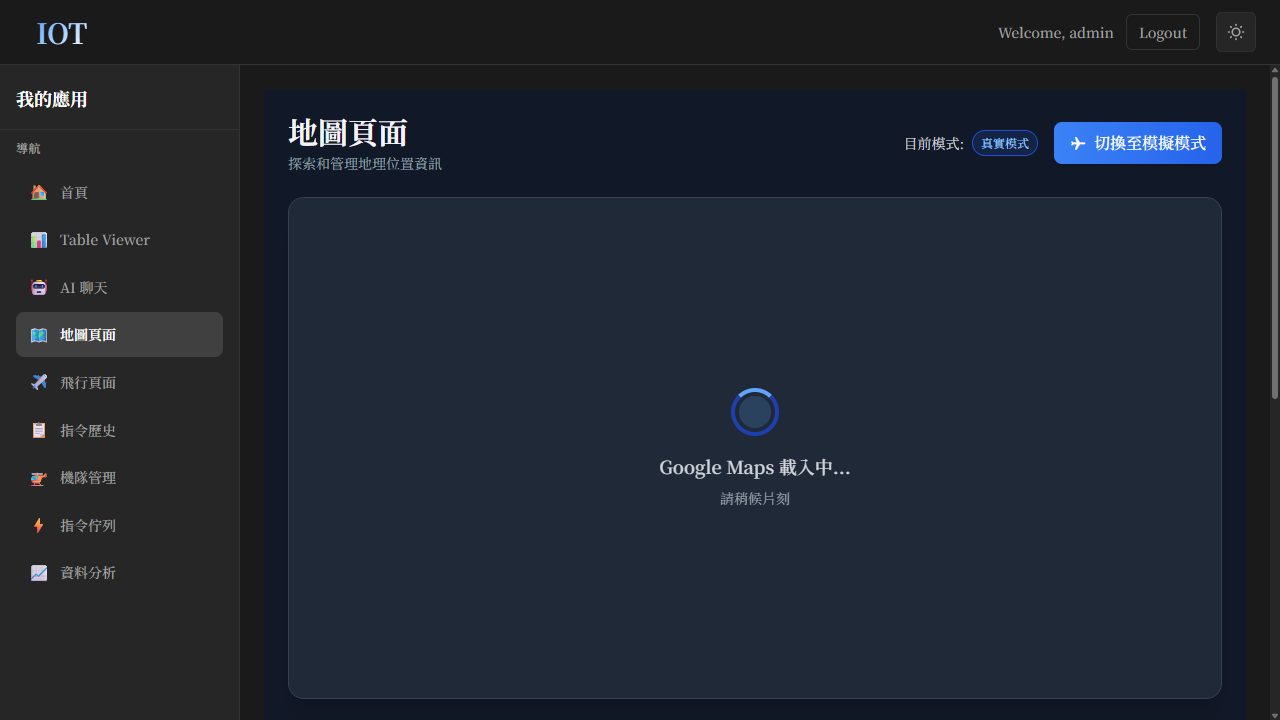 IOT
Welcome, admin
Logout
我的應用
導航
首頁
Table Viewer
AI 聊天
地圖頁面
飛行頁面
指令歷史
機隊管理
指令佇列
資料分析
地圖頁面
探索和管理地理位置資訊
目前模式:
真實模式
切換至模擬模式
Google Maps 載入中...
請稍候片刻